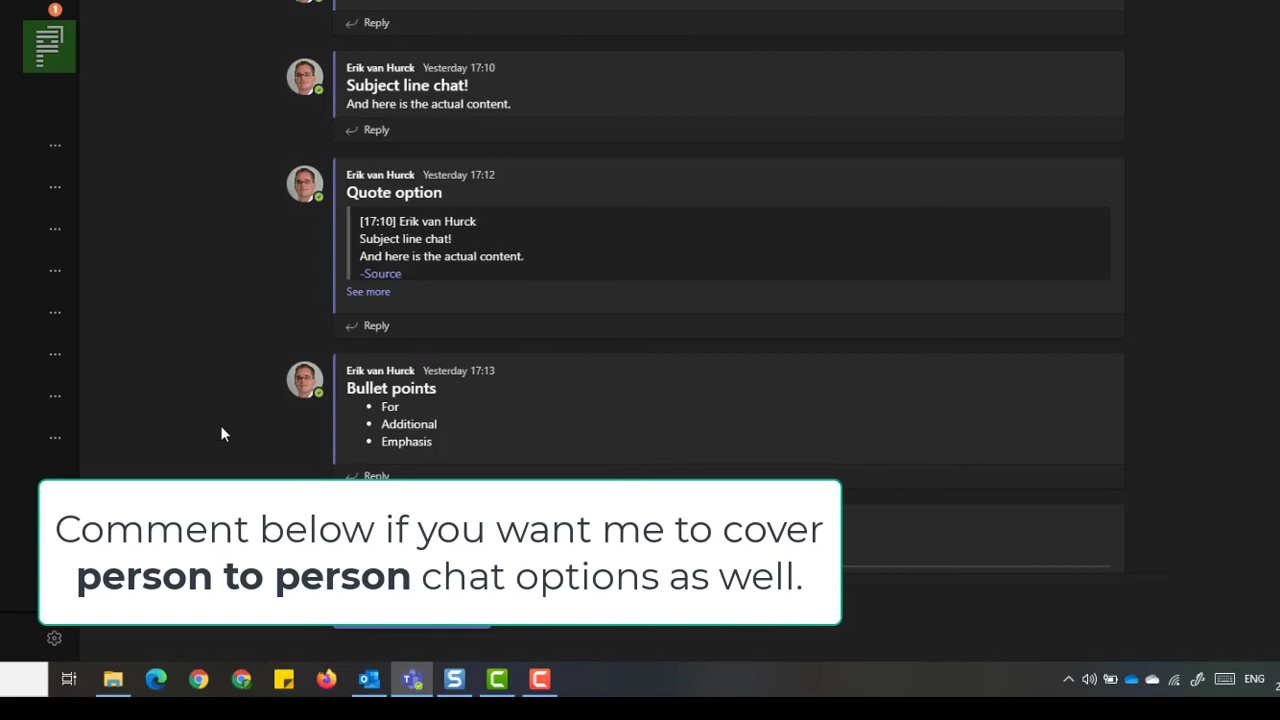 1
Reply
Erik van Hurck Yesterday 17:10
Subject line chat!
And here is the actual content.
Reply
Erik van Hurck Yesterday 17:12
Quote option
[17:10] Erik van Hurck
Subject line chat!
And here is the actual content.
-Source
See more
Reply
Erik van Hurck Yesterday 17:13
Bullet points
• For
• Additional
• Emphasis
Reply
Comment below if you want me to cover
person to person chat options as well.
ENG